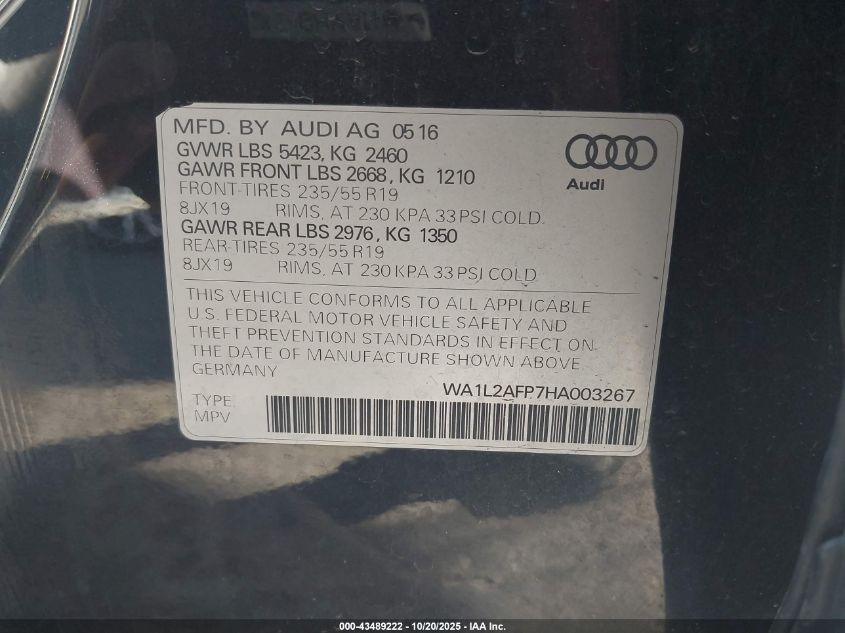 MFD. BY AUDI AG 05 16
GVWR LBS 5423, KG 2460
GAWR FRONT LBS 2668, KG 1210
FRONT-TIRES 235/55 R19
8JX19 RIMS, AT 230 KPA 33 PSI COLD
GAWR REAR LBS 2976, KG 1350
REAR-TIRES 235/55 R19
8JX19 RIMS, AT 230 KPA 33 PSI COLD
Audi
THIS VEHICLE CONFORMS TO ALL APPLICABLE
U.S. FEDERAL MOTOR VEHICLE SAFETY AND
THEFT PREVENTION STANDARDS IN EFFECT ON
THE DATE OF MANUFACTURE SHOWN ABOVE
GERMANY
WA1L2AFP7HA003267
TYPE:
MPV
000-43489222 - 10/20/2025 - IAA Inc.